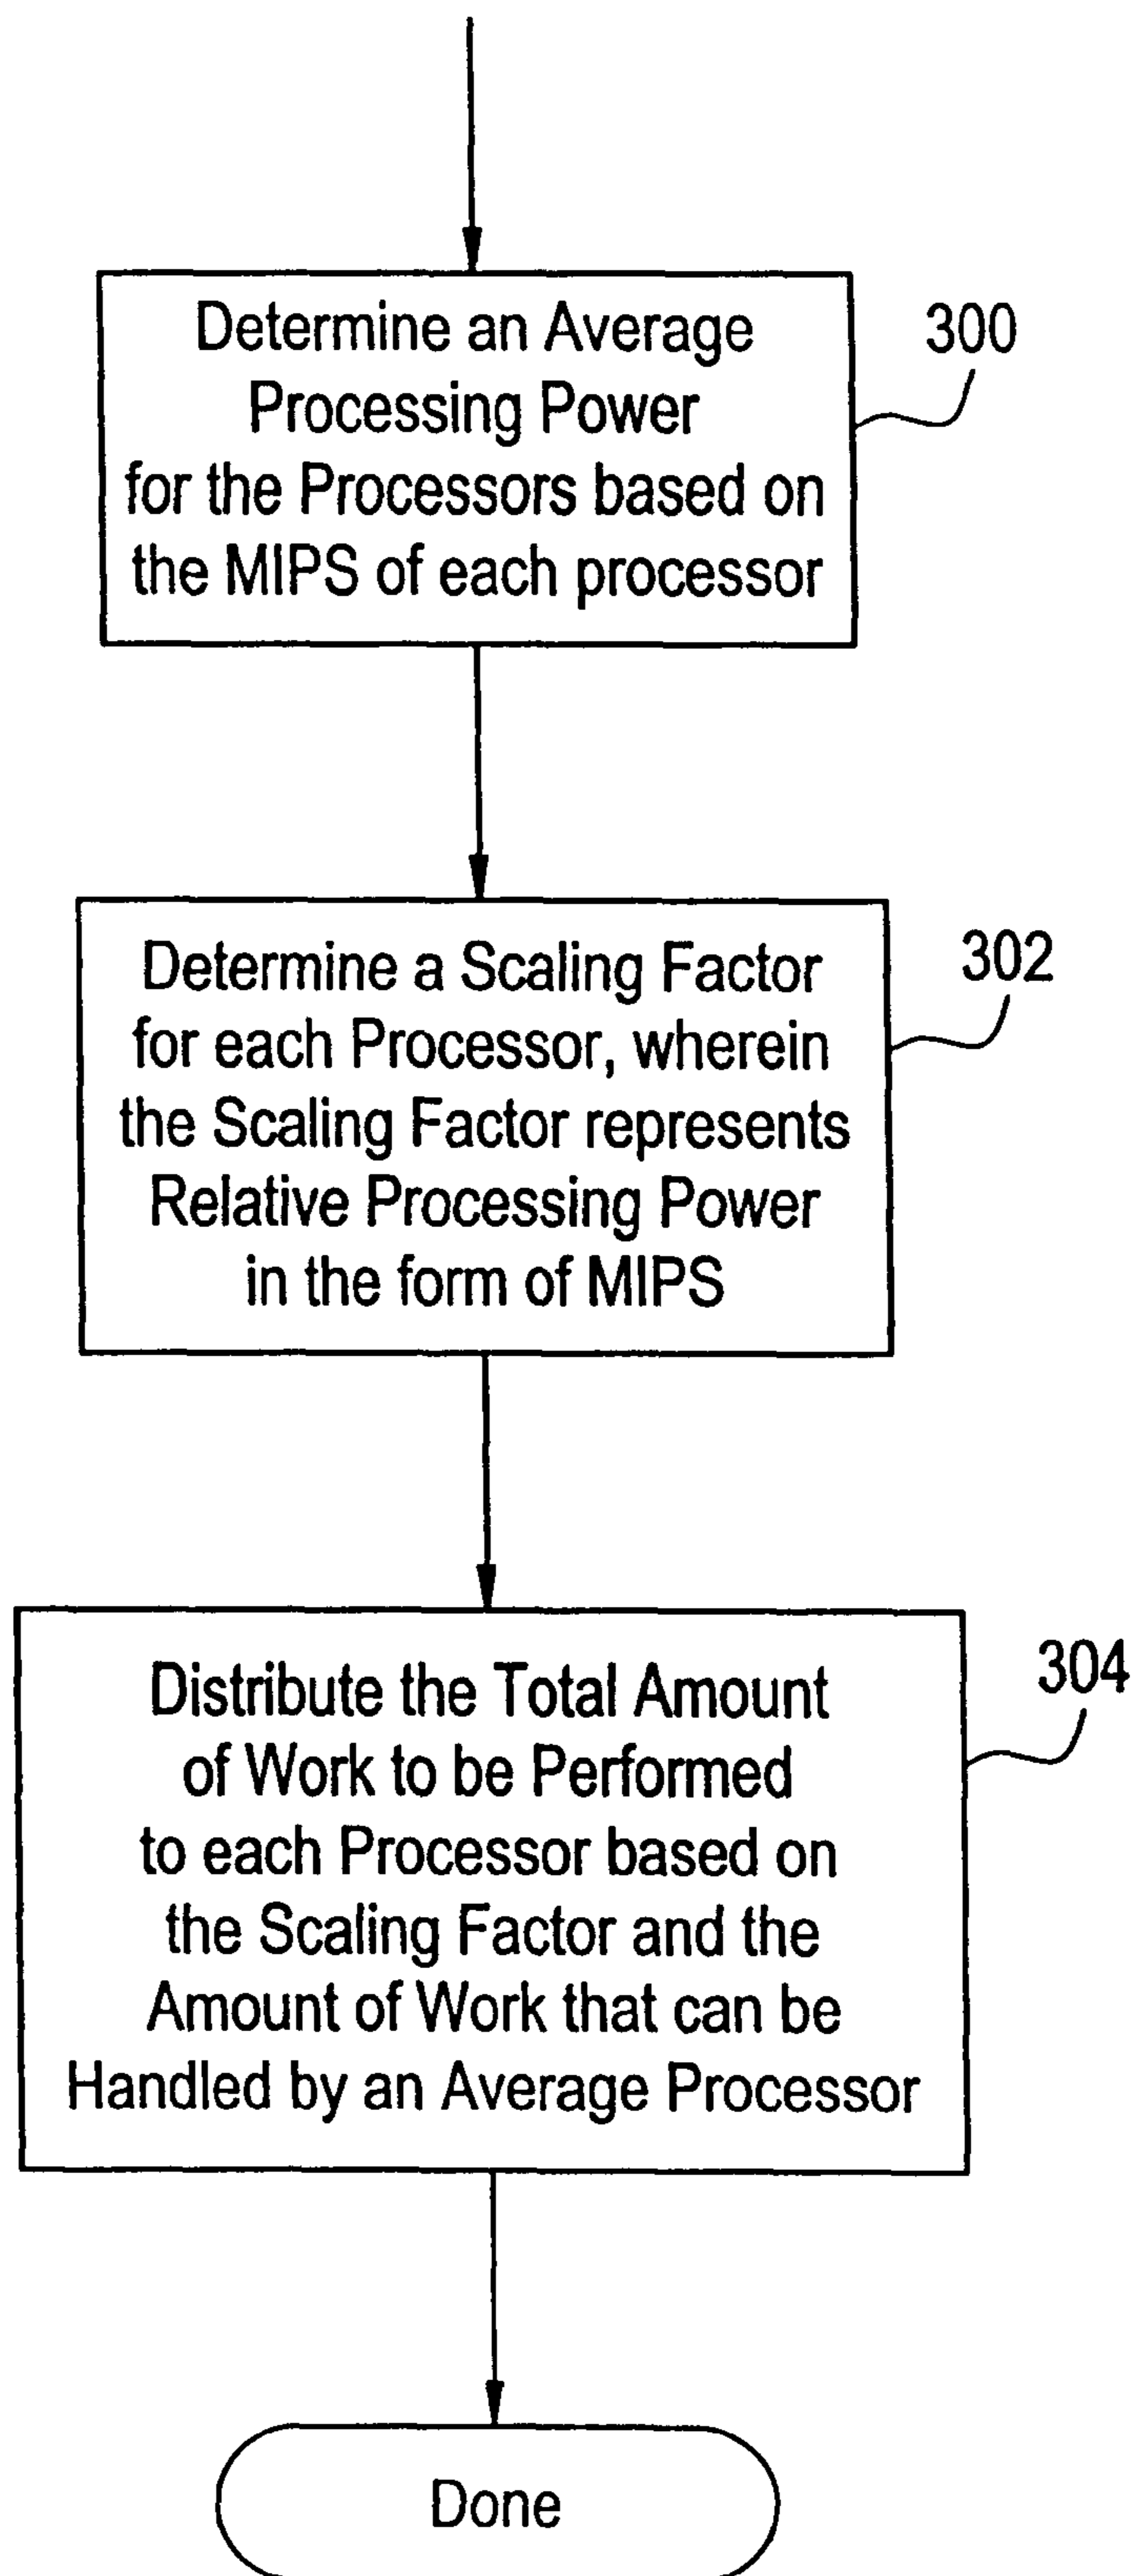 Determine an Average
Processing Power
for the Processors based on
the MIPS of each processor
300
Determine a Scaling Factor
for each Processor, wherein
the Scaling Factor represents
Relative Processing Power
in the form of MIPS
302
Distribute the Total Amount
of Work to be Performed
to each Processor based on
the Scaling Factor and the
Amount of Work that can be
Handled by an Average Processor
304
Done